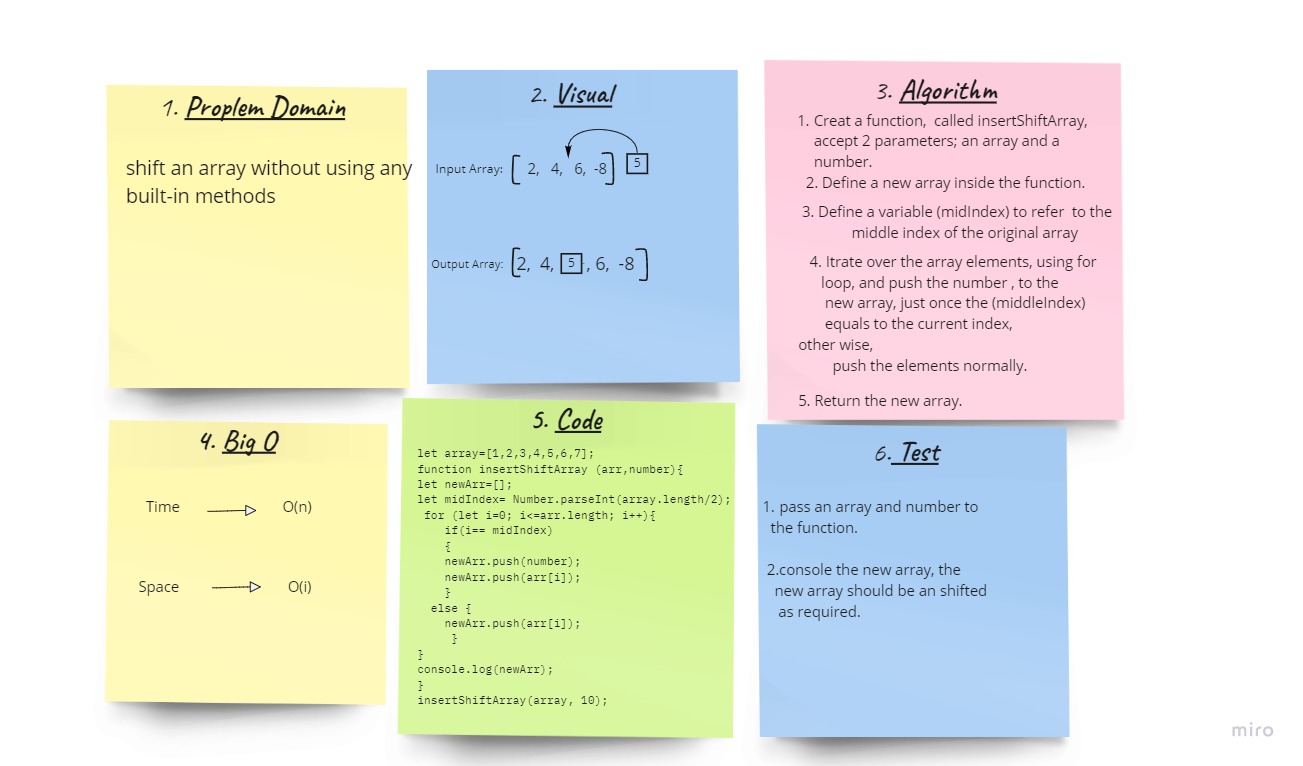 1. Proplem Domain
shift an array without using any
built-in methods
2. Visual
Input Array: [ 2, 4, 6, -8] 5
Output Array: [2, 4, 5 , 6, -8 ]
3. Algorithm
1. Creat a function, called insertShiftArray,
accept 2 parameters; an array and a
number.
2. Define a new array inside the function.
3. Define a variable (midIndex) to refer to the
middle index of the original array
4. Itrate over the array elements, using for
loop, and push the number , to the
new array, just once the (middleIndex)
equals to the current index,
other wise,
push the elements normally.
5. Return the new array.
4. Big O
Time O(n)
Space O(i)
5. Code
let array=[1,2,3,4,5,6,7];
function insertShiftArray (arr,number){
let newArr=[];
let midIndex= Number.parseInt(array.length/2);
for (let i=0; i<=arr.length; i++){
if(i== midIndex)
{
newArr.push(number);
newArr.push(arr[i]);
}
else {
newArr.push(arr[i]);
}
}
console.log(newArr);
}
insertShiftArray(array, 10);
6. Test
1. pass an array and number to
the function.
2.console the new array, the
new array should be an shifted
as required.
miro